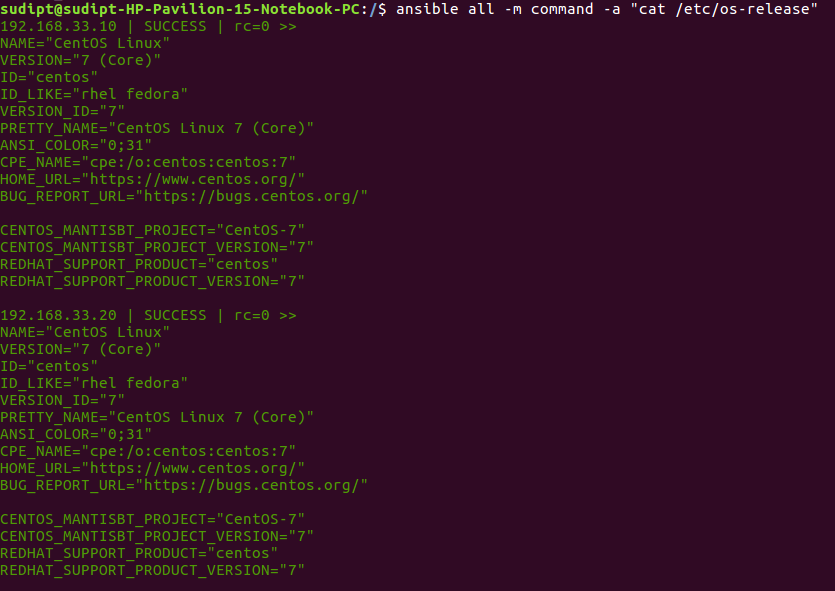 sudipt@sudipt-HP-Pavilion-15-Notebook-PC:/$ ansible all -m command -a "cat /etc/os-release"
192.168.33.10 | SUCCESS | rc=0 >>
NAME="CentOS Linux"
VERSION="7 (Core)"
ID="centos"
ID_LIKE="rhel fedora"
VERSION_ID="7"
PRETTY_NAME="CentOS Linux 7 (Core)"
ANSI_COLOR="0;31"
CPE_NAME="cpe:/o:centos:centos:7"
HOME_URL="https://www.centos.org/"
BUG_REPORT_URL="https://bugs.centos.org/"

CENTOS_MANTISBT_PROJECT="CentOS-7"
CENTOS_MANTISBT_PROJECT_VERSION="7"
REDHAT_SUPPORT_PRODUCT="centos"
REDHAT_SUPPORT_PRODUCT_VERSION="7"

192.168.33.20 | SUCCESS | rc=0 >>
NAME="CentOS Linux"
VERSION="7 (Core)"
ID="centos"
ID_LIKE="rhel fedora"
VERSION_ID="7"
PRETTY_NAME="CentOS Linux 7 (Core)"
ANSI_COLOR="0;31"
CPE_NAME="cpe:/o:centos:centos:7"
HOME_URL="https://www.centos.org/"
BUG_REPORT_URL="https://bugs.centos.org/"

CENTOS_MANTISBT_PROJECT="CentOS-7"
CENTOS_MANTISBT_PROJECT_VERSION="7"
REDHAT_SUPPORT_PRODUCT="centos"
REDHAT_SUPPORT_PRODUCT_VERSION="7"